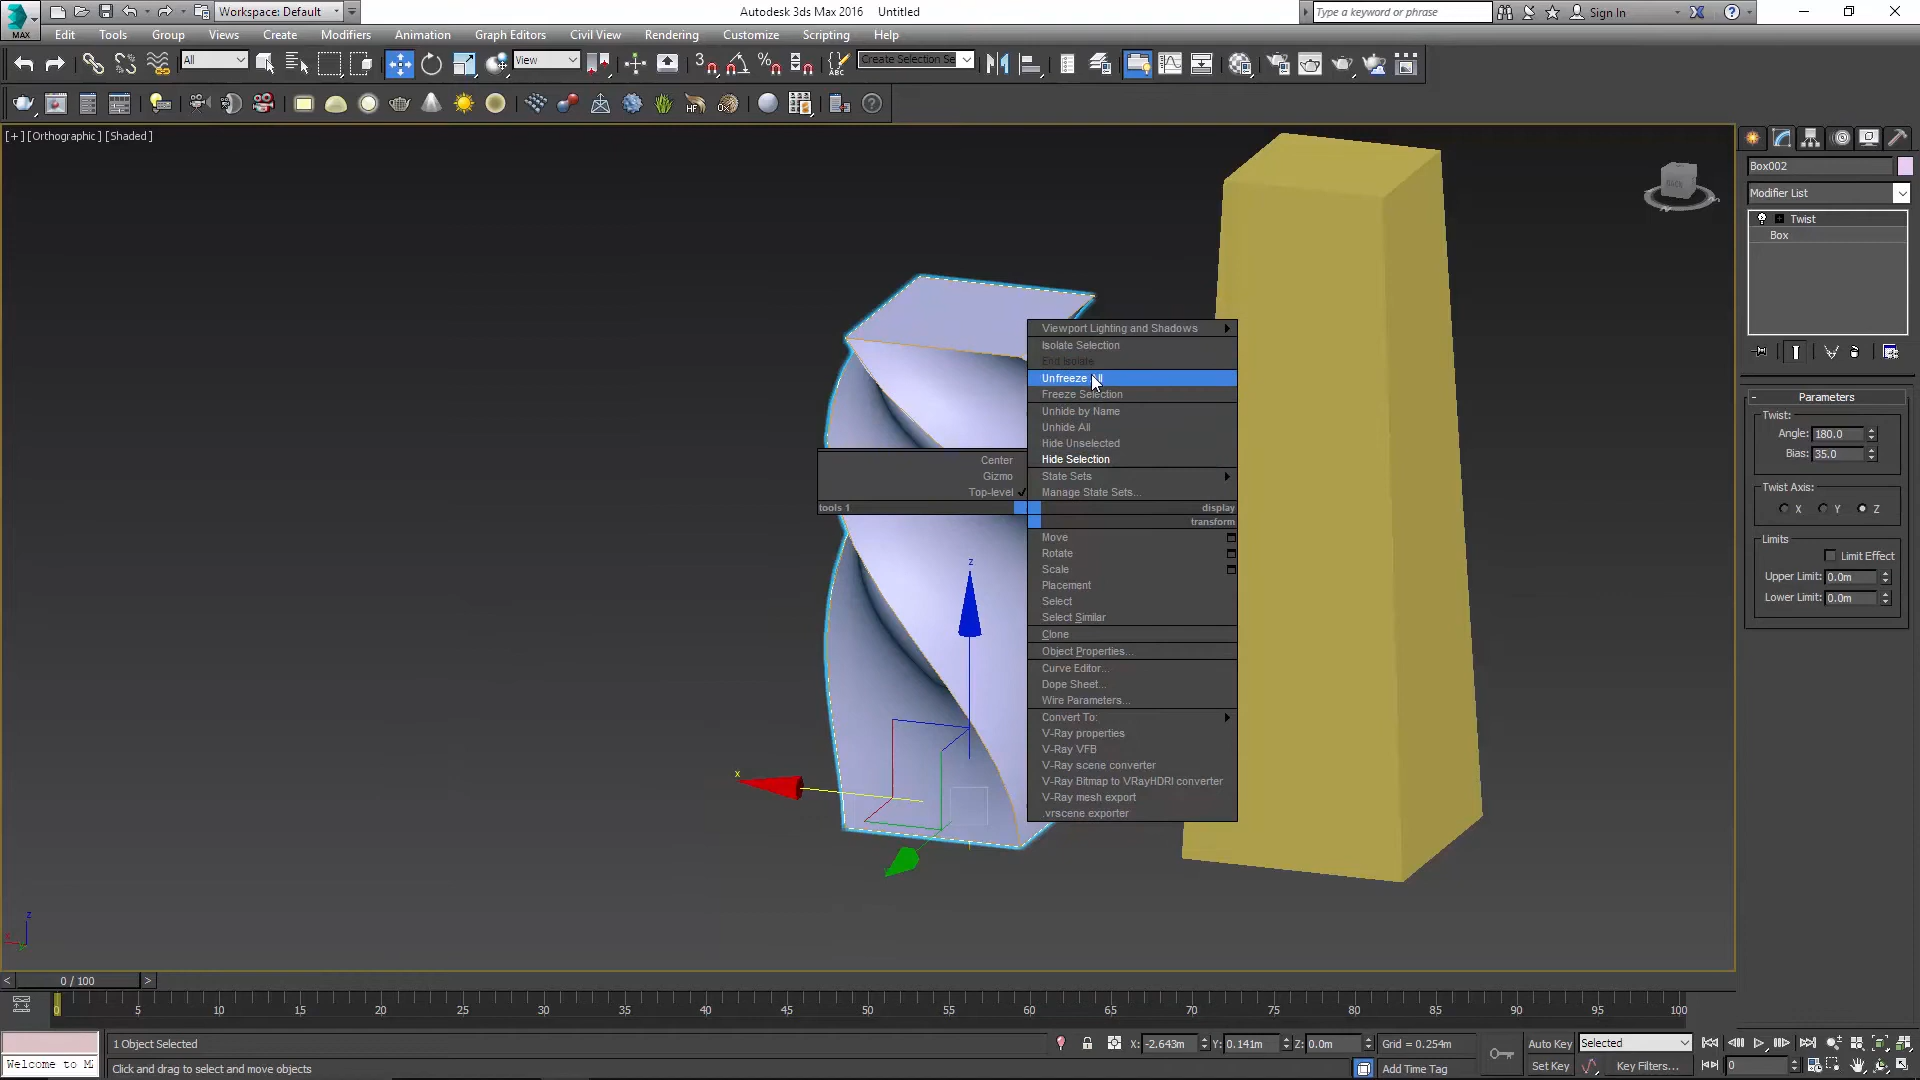 Workspace: Default
Autodesk 3ds Max 2016    Untitled
Type a keyword or phrase
Sign In
MAX
Edit Tools Group Views Create Modifiers Animation Graph Editors Civil View Rendering Customize Scripting Help
All
View
3
ABC
Create Selection Se
HF
[+] [Orthographic] [Shaded]
BACK
Box002
Modifier List
Twist
Box
Parameters
Twist:
Angle: 180.0
Bias: 35.0
Twist Axis:
X Y Z
Limits
Limit Effect
Upper Limit: 0.0m
Lower Limit: 0.0m
Viewport Lighting and Shadows
Isolate Selection
End Isolate
Unfreeze All
Freeze Selection
Unhide by Name
Unhide All
Hide Unselected
Hide Selection
State Sets
Manage State Sets...
display
transform
Center
Gizmo
Top-level
tools 1
Move
Rotate
Scale
Placement
Select
Select Similar
Clone
Object Properties...
Curve Editor...
Dope Sheet...
Wire Parameters...
Convert To:
V-Ray properties
V-Ray VFB
V-Ray scene converter
V-Ray Bitmap to VRayHDRI converter
V-Ray mesh export
.vrscene exporter
z
x
z
< 0 / 100 >
0 5 10 15 20 25 30 35 40 45 50 55 60 65 70 75 80 85 90 95 100
1 Object Selected
X: -2.643m Y: 0.141m Z: 0.0m Grid = 0.254m
Auto Key Selected
Welcome to M
Click and drag to select and move objects
Add Time Tag
Set Key Key Filters...
0